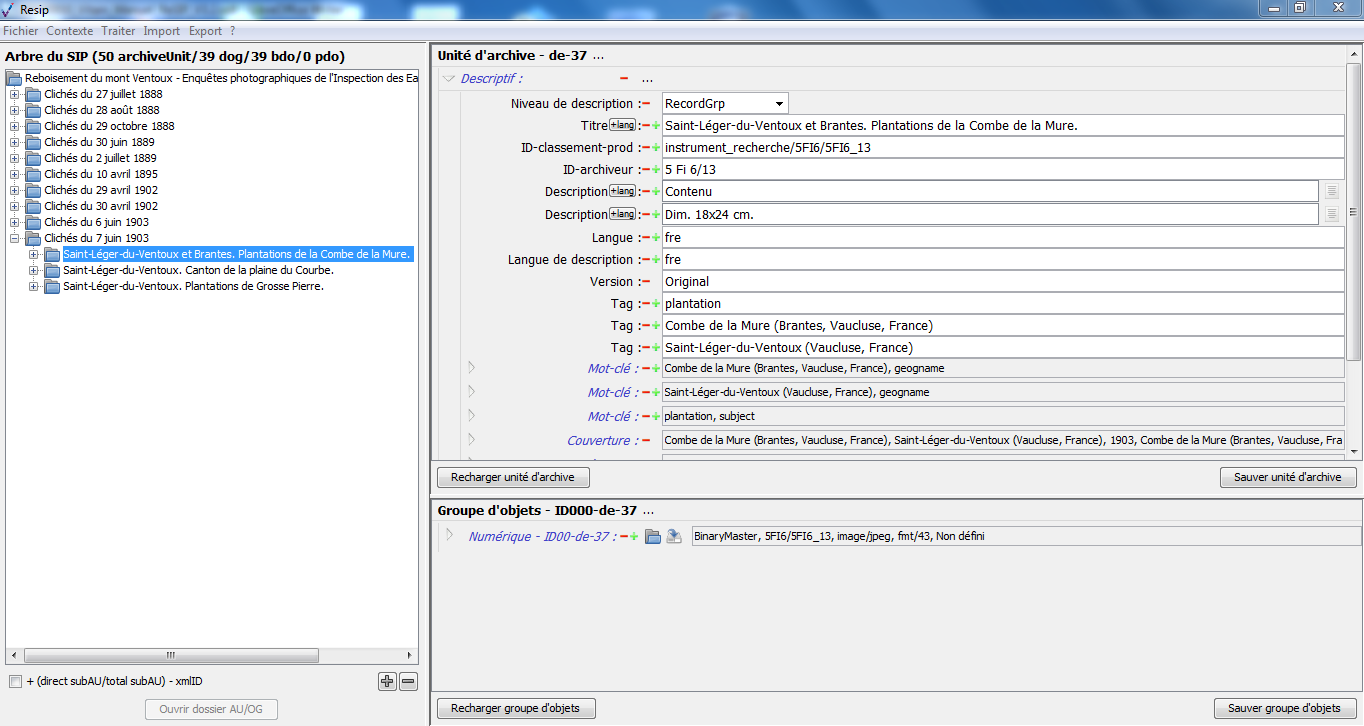 Resip
Fichier Contexte Traiter Import Export ?
Arbre du SIP (50 archiveUnit/39 dog/39 bdo/0 pdo)
Reboisement du mont Ventoux - Enquêtes photographiques de l'Inspection des Ea
Clichés du 27 juillet 1888
Clichés du 28 août 1888
Clichés du 29 octobre 1888
Clichés du 30 juin 1889
Clichés du 2 juillet 1889
Clichés du 10 avril 1895
Clichés du 29 avril 1902
Clichés du 30 avril 1902
Clichés du 6 juin 1903
Clichés du 7 juin 1903
Saint-Léger-du-Ventoux et Brantes. Plantations de la Combe de la Mure.
Saint-Léger-du-Ventoux. Canton de la plaine du Courbe.
Saint-Léger-du-Ventoux. Plantations de Grosse Pierre.
+ (direct subAU/total subAU) - xmlID
Ouvrir dossier AU/OG
Unité d'archive - de-37 ...
Descriptif : ...
Niveau de description : RecordGrp
Titre +lang : Saint-Léger-du-Ventoux et Brantes. Plantations de la Combe de la Mure.
ID-classement-prod : instrument_recherche/5FI6/5FI6_13
ID-archiveur : 5 Fi 6/13
Description +lang : Contenu
Description +lang : Dim. 18x24 cm.
Langue : fre
Langue de description : fre
Version : Original
Tag : plantation
Tag : Combe de la Mure (Brantes, Vaucluse, France)
Tag : Saint-Léger-du-Ventoux (Vaucluse, France)
Mot-clé : Combe de la Mure (Brantes, Vaucluse, France), geogname
Mot-clé : Saint-Léger-du-Ventoux (Vaucluse, France), geogname
Mot-clé : plantation, subject
Couverture : Combe de la Mure (Brantes, Vaucluse, France), Saint-Léger-du-Ventoux (Vaucluse, France), 1903, Combe de la Mure (Brantes, Vaucluse, Fra
Recharger unité d'archive Sauver unité d'archive
Groupe d'objets - ID000-de-37 ...
Numérique - ID00-de-37 : BinaryMaster, 5FI6/5FI6_13, image/jpeg, fmt/43, Non défini
Recharger groupe d'objets Sauver groupe d'objets